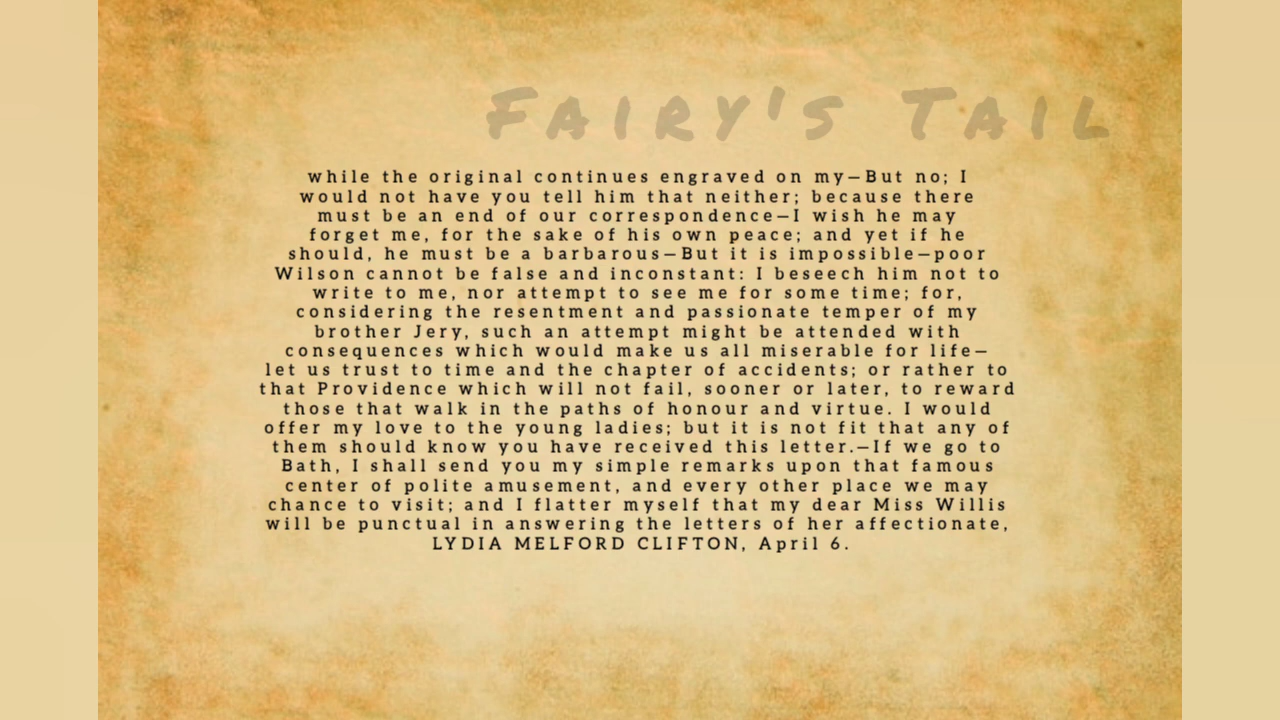 FAIRY'S TAIL
while the original continues engraved on my—But no; I
would not have you tell him that neither; because there
must be an end of our correspondence—I wish he may
forget me, for the sake of his own peace; and yet if he
should, he must be a barbarous—But it is impossible—poor
Wilson cannot be false and inconstant: I beseech him not to
write to me, nor attempt to see me for some time; for,
considering the resentment and passionate temper of my
brother Jery, such an attempt might be attended with
consequences which would make us all miserable for life—
let us trust to time and the chapter of accidents; or rather to
that Providence which will not fail, sooner or later, to reward
those that walk in the paths of honour and virtue. I would
offer my love to the young ladies; but it is not fit that any of
them should know you have received this letter.—If we go to
Bath, I shall send you my simple remarks upon that famous
center of polite amusement, and every other place we may
chance to visit; and I flatter myself that my dear Miss Willis
will be punctual in answering the letters of her affectionate,
LYDIA MELFORD CLIFTON, April 6.